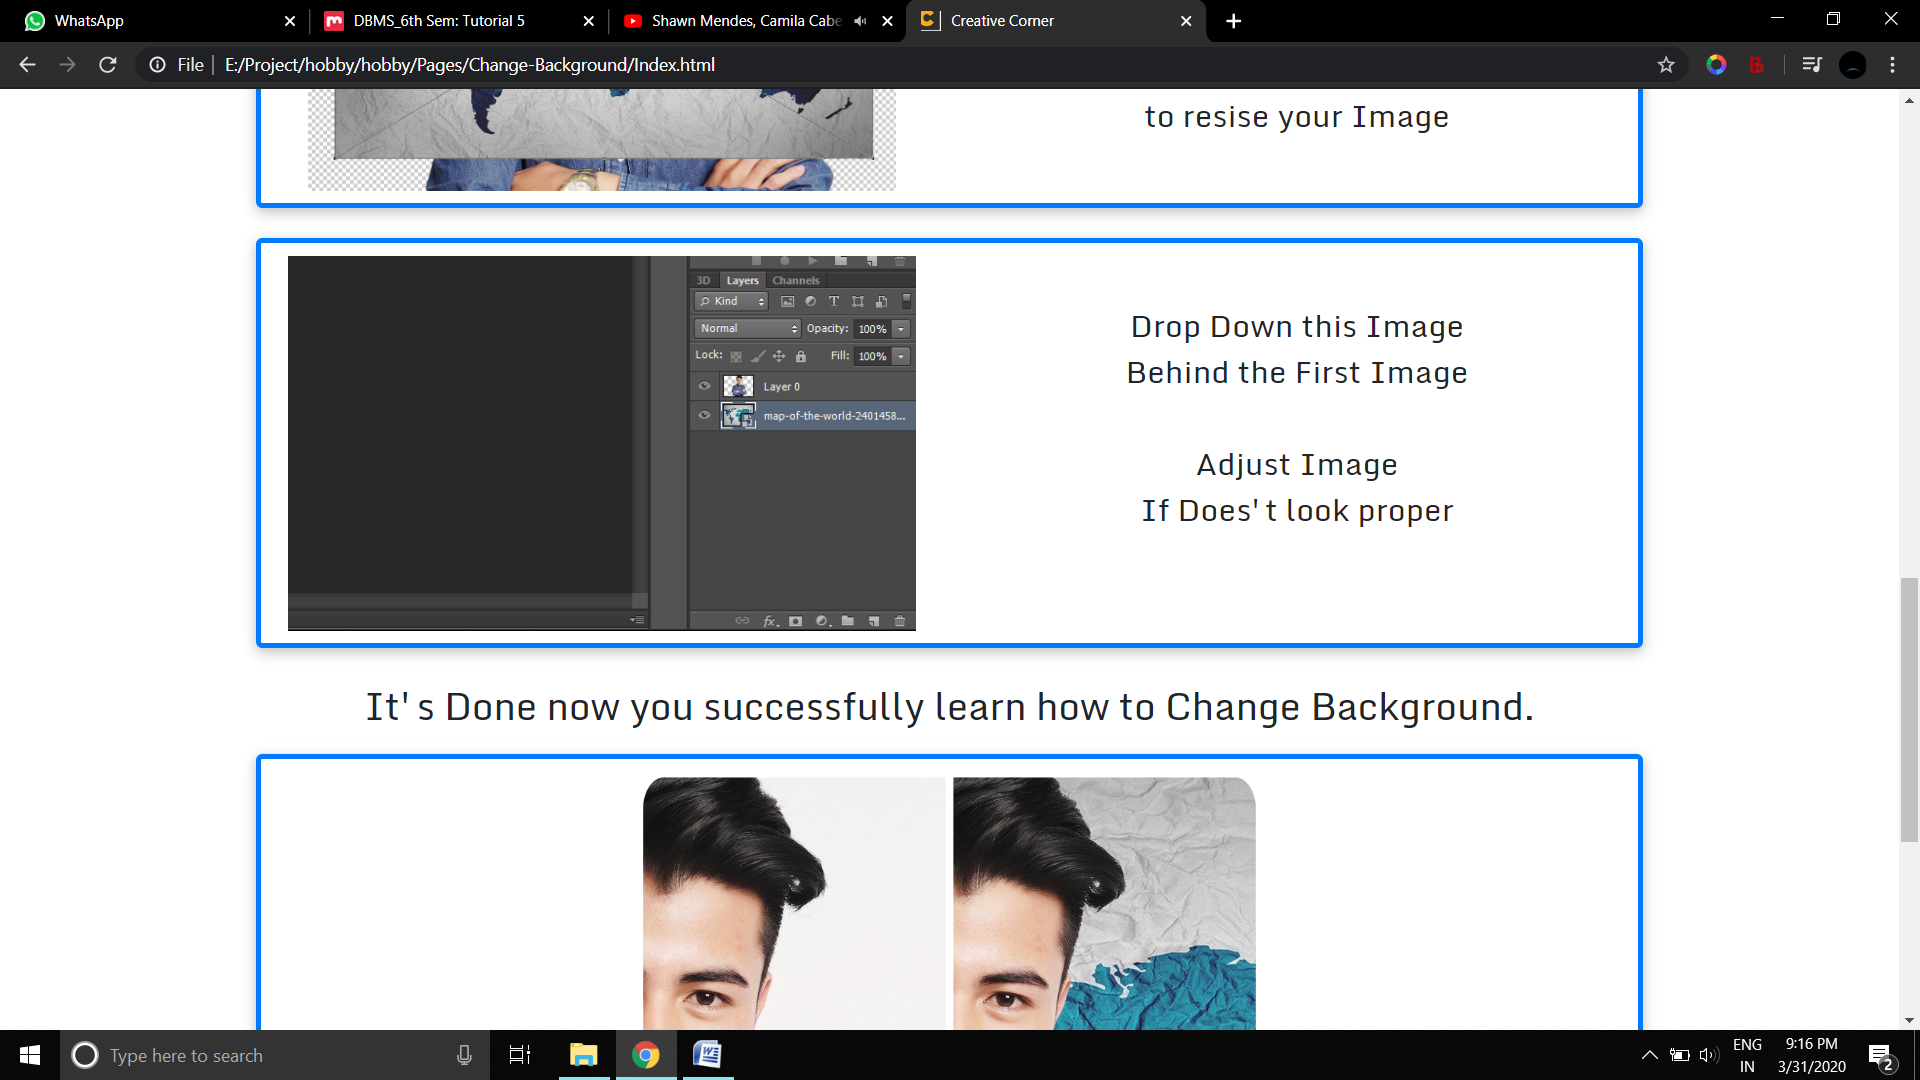 WhatsApp
DBMS_6th Sem: Tutorial 5
Shawn Mendes, Camila Cabe
Creative Corner
File
E:/Project/hobby/hobby/Pages/Change-Background/Index.html
to resise your Image
3D
Layers
Channels
Kind
Normal
Opacity:
100%
Lock:
Fill:
100%
Layer 0
map-of-the-world-2401458...
fx
Drop Down this Image
Behind the First Image
Adjust Image
If Does't look proper
It's Done now you successfully learn how to Change Background.
Type here to search
ENG
IN
9:16 PM
3/31/2020
2